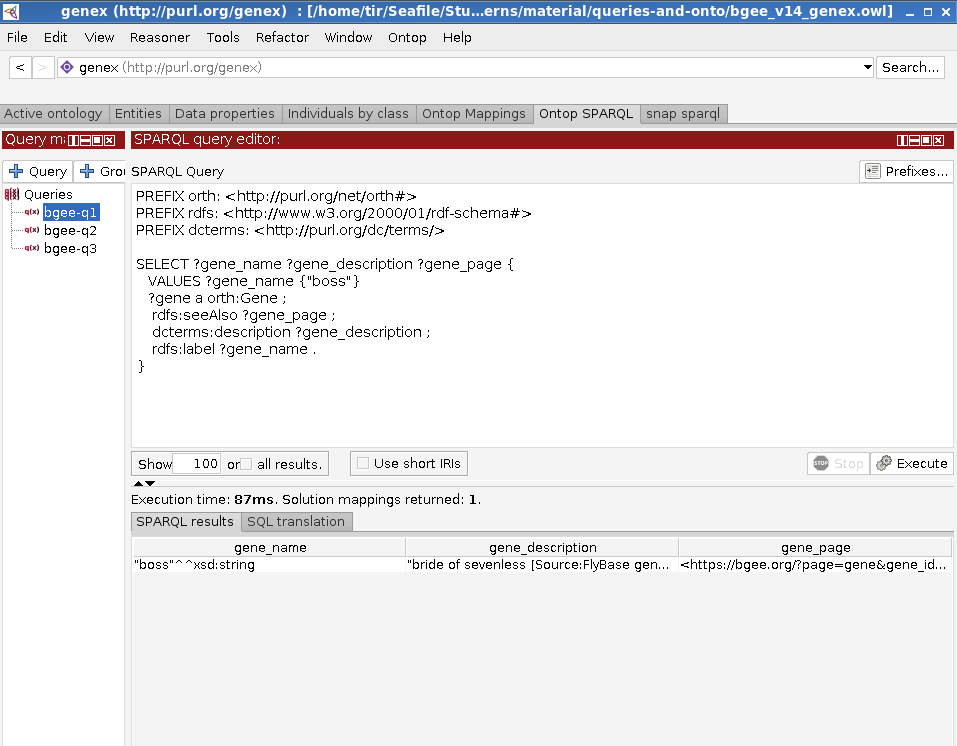 genex (http://purl.org/genex) : [/home/tir/Seafile/Stu...erns/material/queries-and-onto/bgee_v14_genex.owl]
File Edit View Reasoner Tools Refactor Window Ontop Help
< > genex (http://purl.org/genex) Search...
Active ontology Entities Data properties Individuals by class Ontop Mappings Ontop SPARQL snap sparql
Query m: SPARQL query editor:
Query Grou SPARQL Query Prefixes...
Queries
bgee-q1
bgee-q2
bgee-q3
PREFIX orth: <http://purl.org/net/orth#>
PREFIX rdfs: <http://www.w3.org/2000/01/rdf-schema#>
PREFIX dcterms: <http://purl.org/dc/terms/>
SELECT ?gene_name ?gene_description ?gene_page {
VALUES ?gene_name {"boss"}
?gene a orth:Gene ;
rdfs:seeAlso ?gene_page ;
dcterms:description ?gene_description ;
rdfs:label ?gene_name .
}
Show 100 or all results. Use short IRIs STOP Stop Execute
Execution time: 87ms. Solution mappings returned: 1.
SPARQL results SQL translation
gene_name gene_description gene_page
"boss"^^xsd:string "bride of sevenless [Source:FlyBase gen... <https://bgee.org/?page=gene&gene_id...